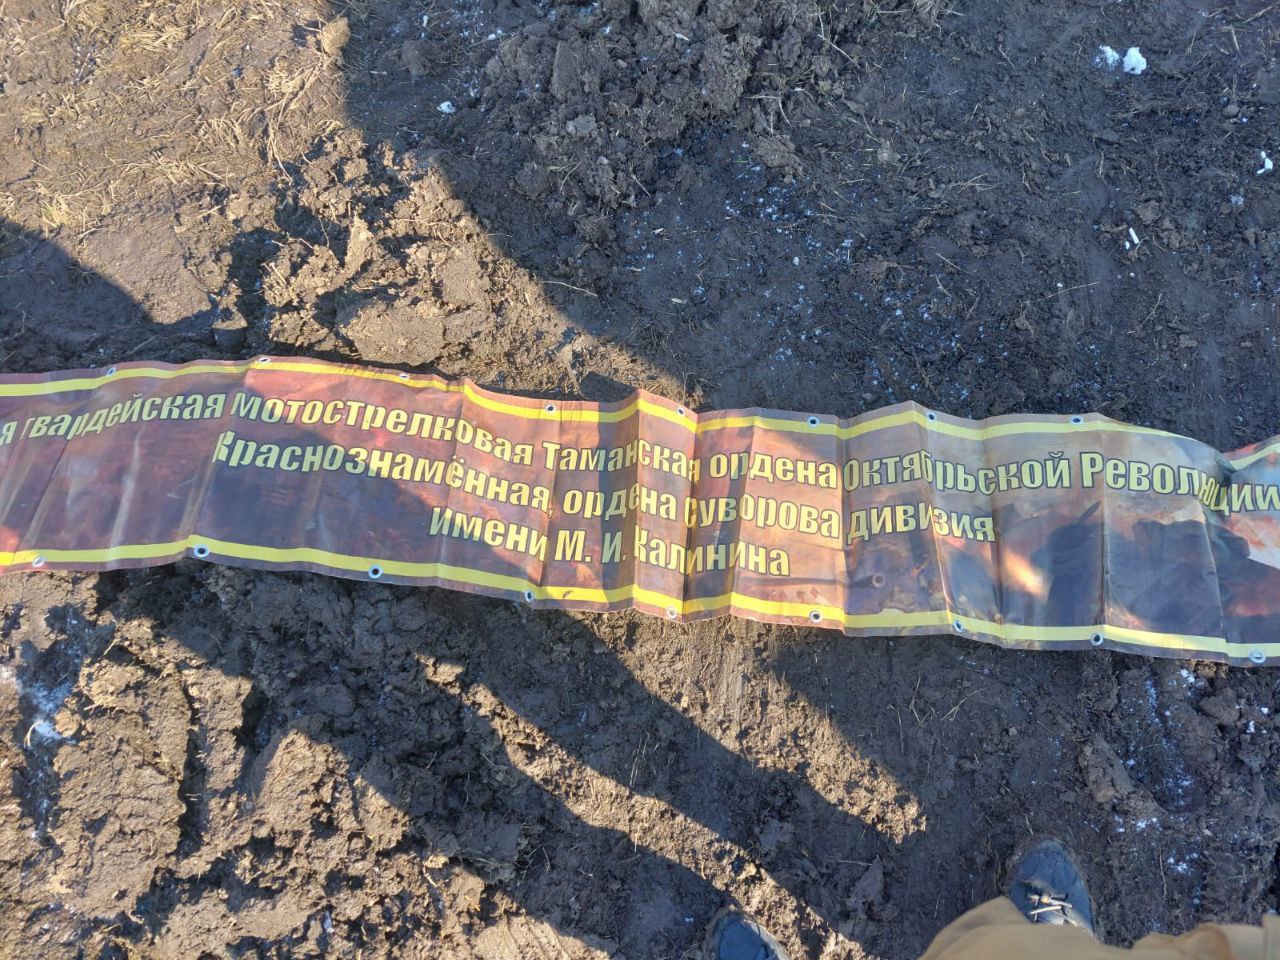 я гвардейская мотострелковая Таманская ордена Октябрьской Революции
Краснознамённая, ордена Суворова дивизия
имени М. И. Калинина